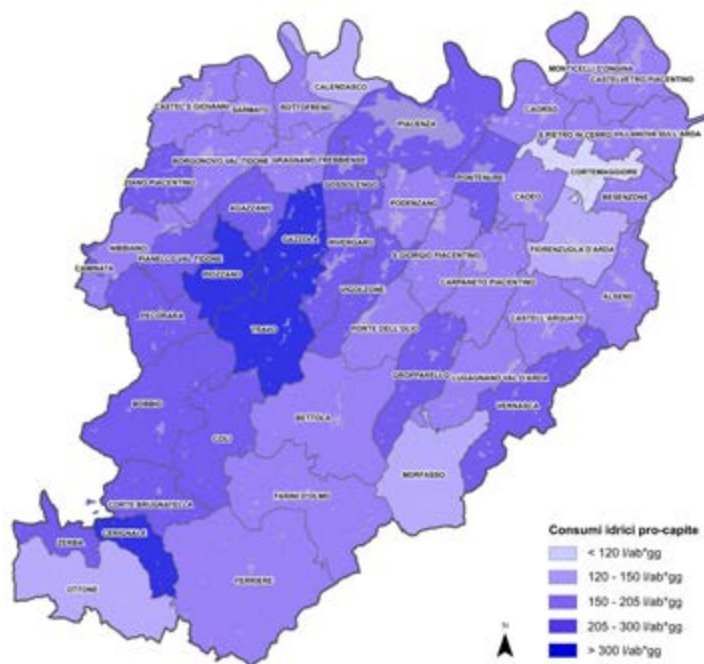 MONTICELLI D'ONGINA
CASTELVETRO PIACENTINO
CALENDASCO
CASTEL S GIOVANNI
SARMATO
ROTTOFRENO
CAORSO
PIACENZA
S PIETRO IN CERRO
VILLANOVA SULL'ARDA
BORGONOVO VAL TIDONE
GRAGNANO TREBBIENSE
CORTEMAGGIORE
ZIANO PIACENTINO
GOSSOLENGO
PONTENURE
CADEO
BESENZONE
AGAZZANO
PODENZANO
GAZZOLA
NIBBIANO
RIVERGARO
S GIORGIO PIACENTINO
FIORENZUOLA D'ARDA
PIANELLO VAL TIDONE
CAMINATA
PIOZZANO
VIGOLZONE
CARPANETO PIACENTINO
ALSENO
PECORARA
TRAVO
PONTE DELL'OLIO
CASTELL'ARQUATO
GROPPARELLO
LUGAGNANO VAL D'ARDA
BOBBIO
VERNASCA
BETTOLA
COLI
MORFASSO
FARINI D'OLMO
CORTE BRUGNATELLA
CERIGNALE
ZERBA
FERRIERE
OTTONE
N
Consumi idrici pro-capite
< 120 l/ab*gg
120 - 150 l/ab*gg
150 - 205 l/ab*gg
205 - 300 l/ab*gg
> 300 l/ab*gg